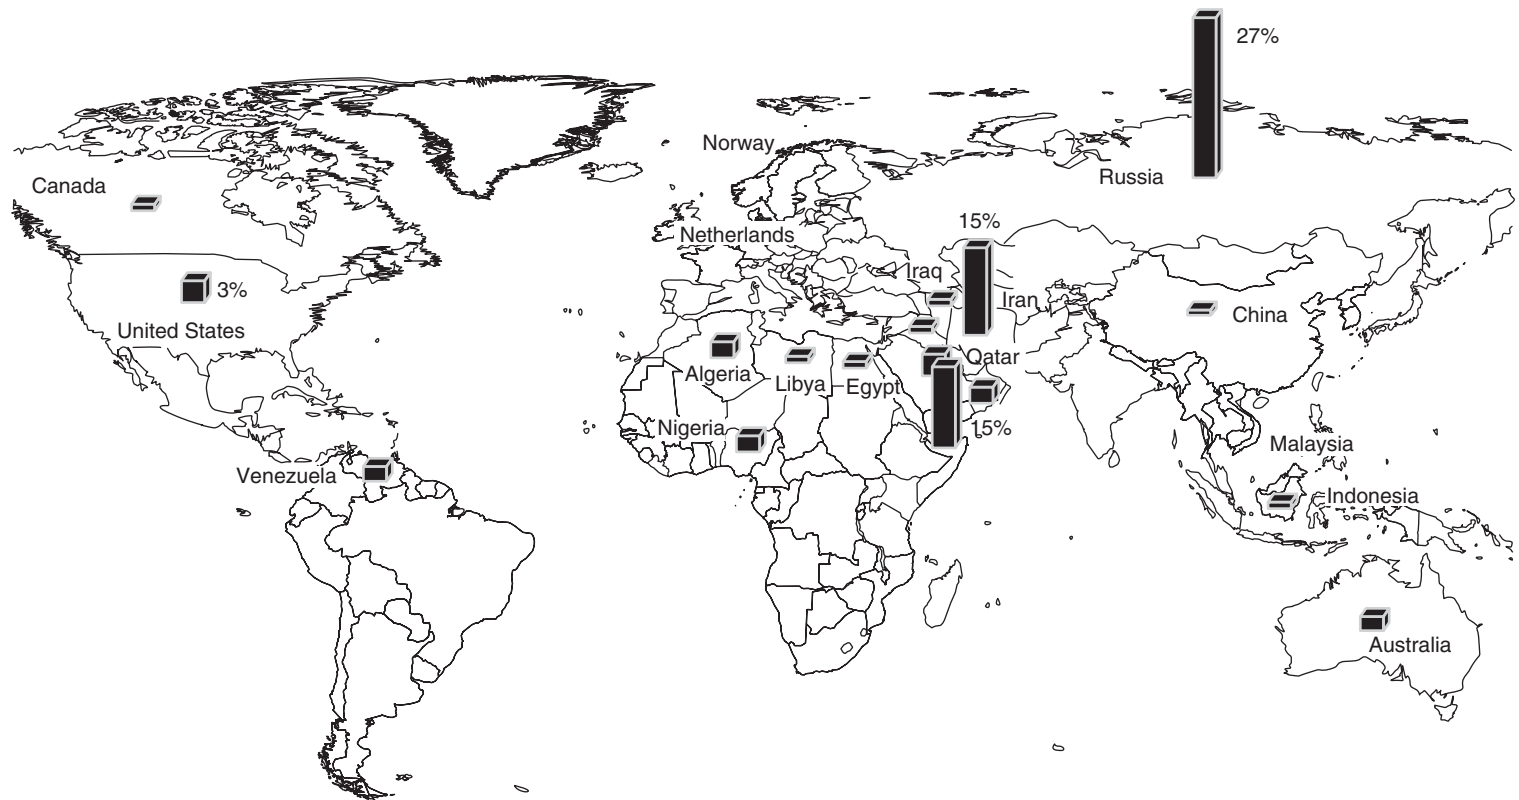 27%
Norway
Russia
Canada
15%
Netherlands
Iraq
3%
Iran
China
United States
Qatar
Algeria
Libya
Egypt
Nigeria
15%
Malaysia
Venezuela
Indonesia
Australia